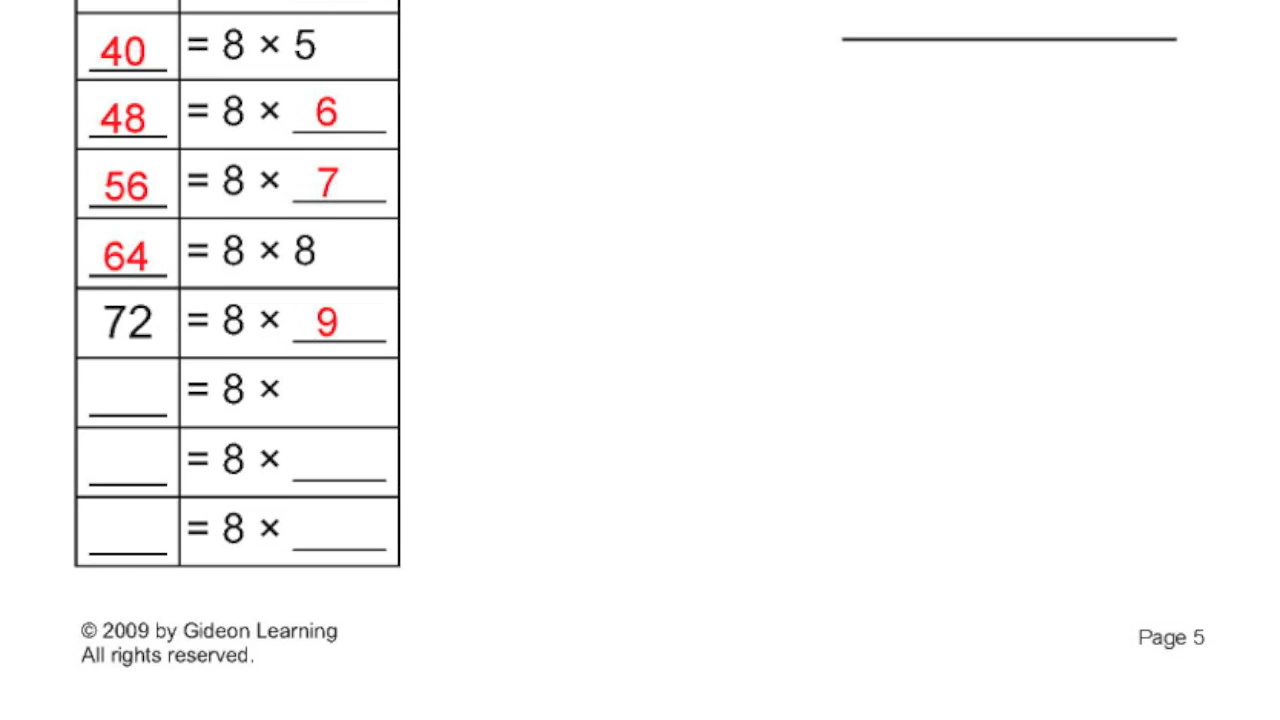 40 = 8 × 5
48 = 8 × 6
56 = 8 × 7
64 = 8 × 8
72 = 8 × 9
= 8 ×
= 8 ×
= 8 ×
© 2009 by Gideon Learning
All rights reserved.
Page 5